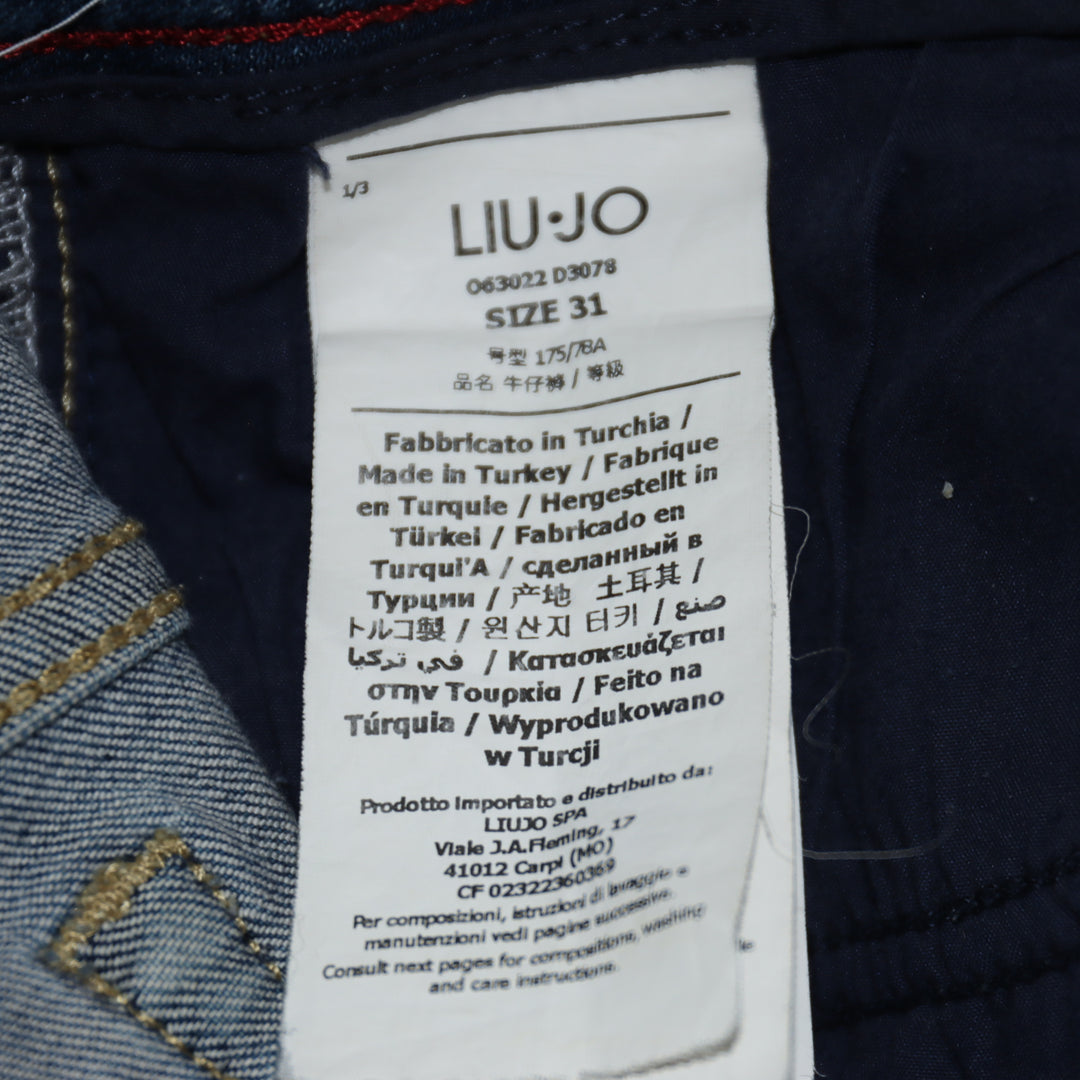 1/3
LIU·JO
O63022 D3078
SIZE 31
号型 175/78A
品名 牛仔褲 / 等級
Fabbricato in Turchia /
Made in Turkey / Fabrique
en Turquie / Hergestellt in
Türkei / Fabricado en
Turqui'A / сделанный в
Турции / 产地 土耳其 /
トルコ製 / 원산지 터키 / صنع
في تركيا / Κατασκευάζεται
στην Τουρκία / Feito na
Túrquia / Wyprodukowano
w Turcji
Prodotto importato e distribuito da:
LIUJO SPA
Viale J.A.Fleming, 17
41012 Carpi (MO)
CF 02322360369
Per composizioni, istruzioni di lavaggio e
manutenzioni vedi pagine successive.
Consult next pages for compositions, washing
and care instructions.